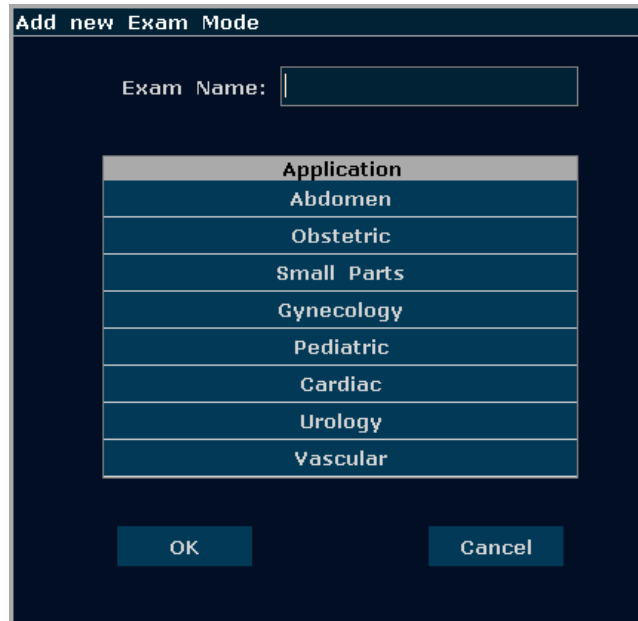 Add new Exam Mode
Exam Name:
Application
Abdomen
Obstetric
Small Parts
Gynecology
Pediatric
Cardiac
Urology
Vascular
OK Cancel